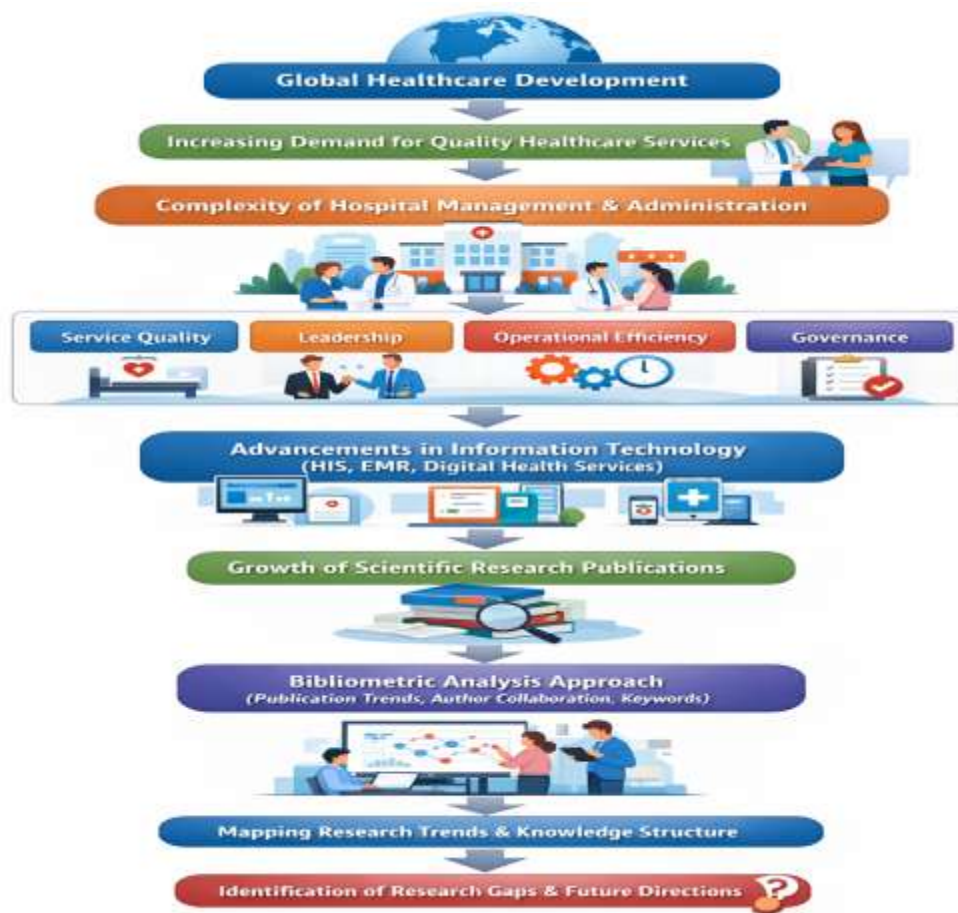 Global Healthcare Development
Increasing Demand for Quality Healthcare Services
Complexity of Hospital Management & Administration
Service Quality
Leadership
Operational Efficiency
Governance
Advancements in Information Technology
(HIS, EMR, Digital Health Services)
Growth of Scientific Research Publications
Bibliometric Analysis Approach
(Publication Trends, Author Collaboration, Keywords)
Mapping Research Trends & Knowledge Structure
Identification of Research Gaps & Future Directions
?